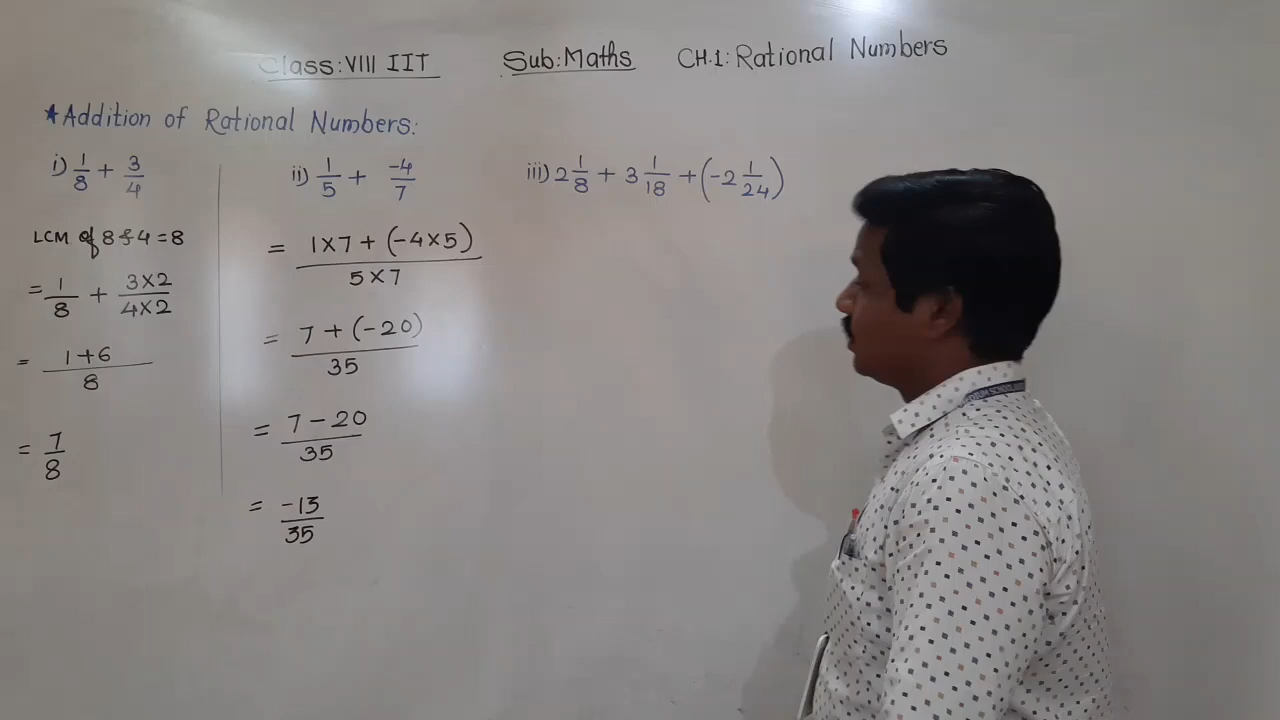 Class: VIII IIT Sub: Maths CH.1: Rational Numbers
★Addition of Rational Numbers:
i) 1/8 + 3/4
LCM of 8 & 4 = 8
= 1/8 + 3×2/4×2
= 1+6/8
= 7/8
ii) 1/5 + -4/7
= 1×7 + (-4×5)/5×7
= 7 + (-20)/35
= 7 - 20/35
= -13/35
iii) 2 1/8 + 3 1/18 + (-2 1/24)